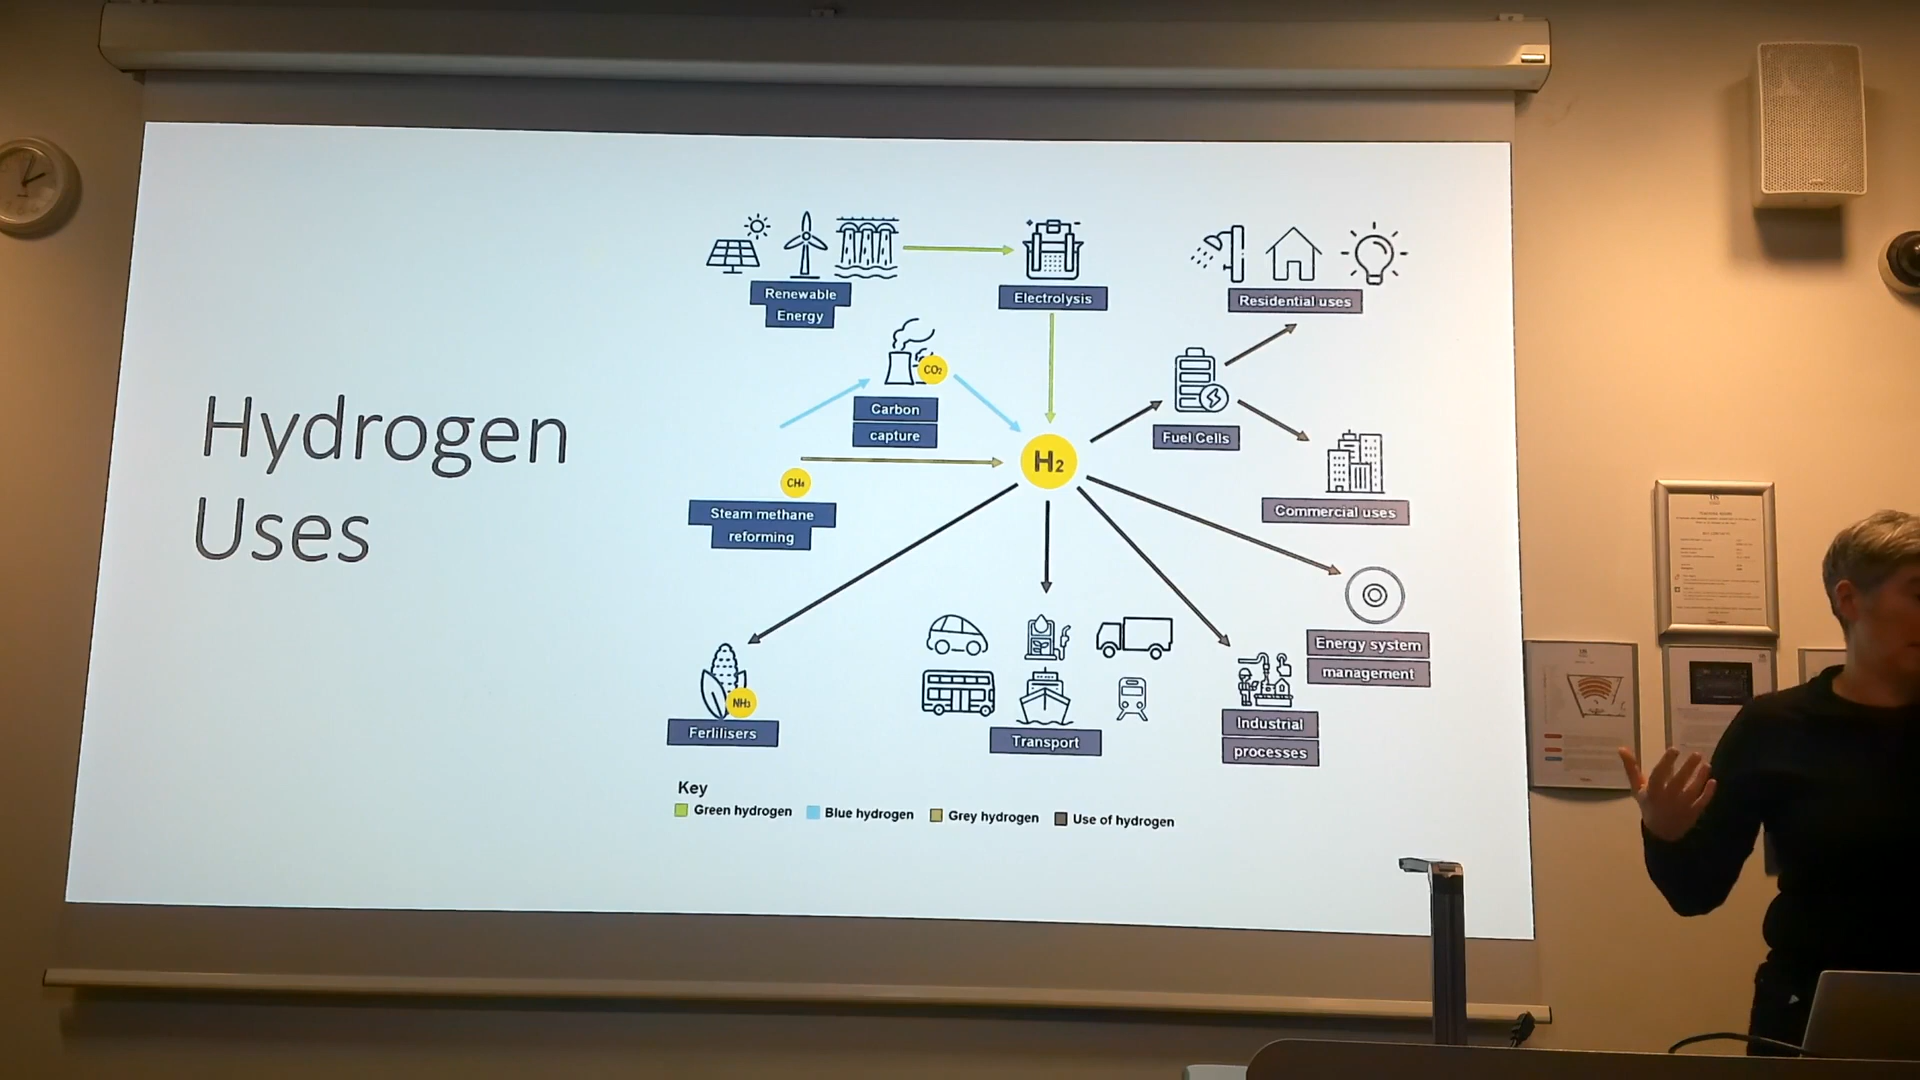 Hydrogen
Uses
Renewable
Energy
Electrolysis
Residential uses
CO₂
Carbon
capture
H₂
Fuel Cells
CH₄
Steam methane
reforming
Commercial uses
Energy system
management
NH₃
Ferlilisers
Transport
Industrial
processes
Key
Green hydrogen
Blue hydrogen
Grey hydrogen
Use of hydrogen